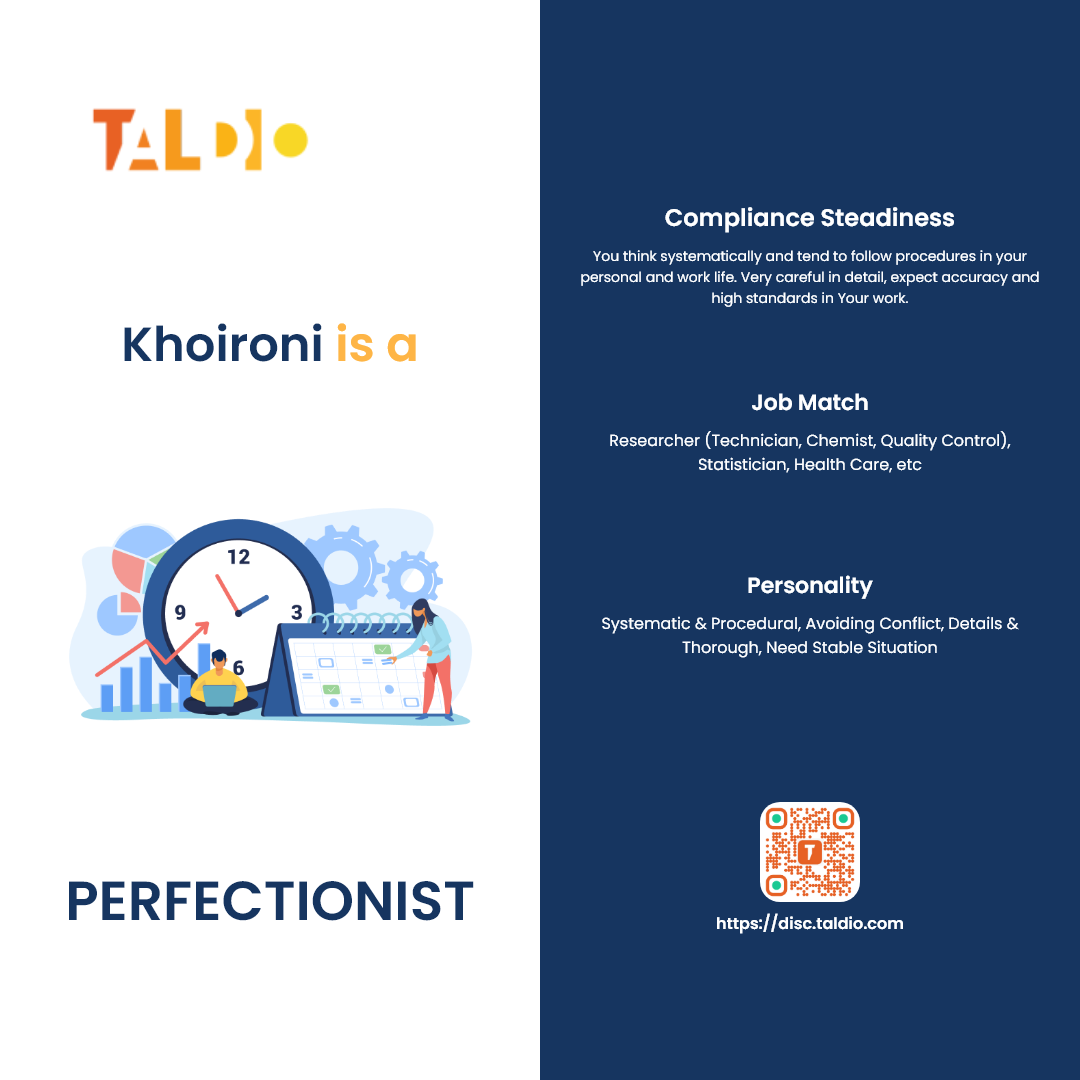 TALDIO
Khoironi is a
12
9
3
6
PERFECTIONIST
Compliance Steadiness
You think systematically and tend to follow procedures in your
personal and work life. Very careful in detail, expect accuracy and
high standards in Your work.
Job Match
Researcher (Technician, Chemist, Quality Control),
Statistician, Health Care, etc
Personality
Systematic & Procedural, Avoiding Conflict, Details &
Thorough, Need Stable Situation
T
https://disc.taldio.com